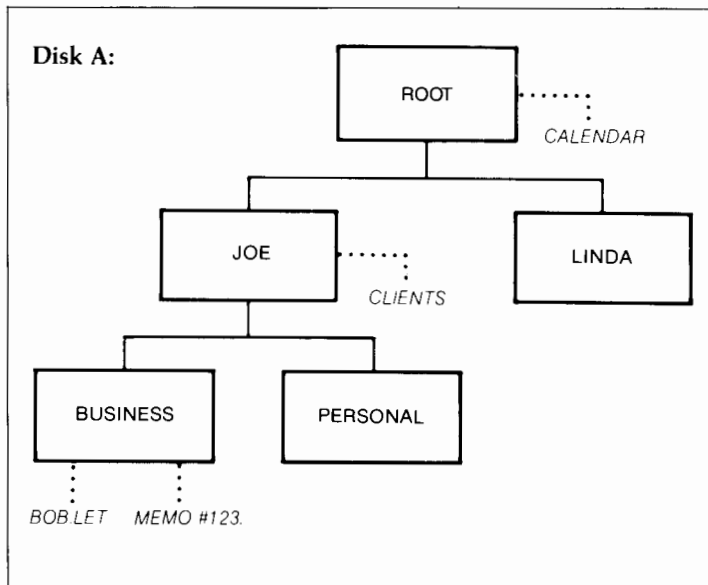 Disk A:
ROOT
CALENDAR
JOE
LINDA
CLIENTS
BUSINESS
PERSONAL
BOB.LET
MEMO #123.